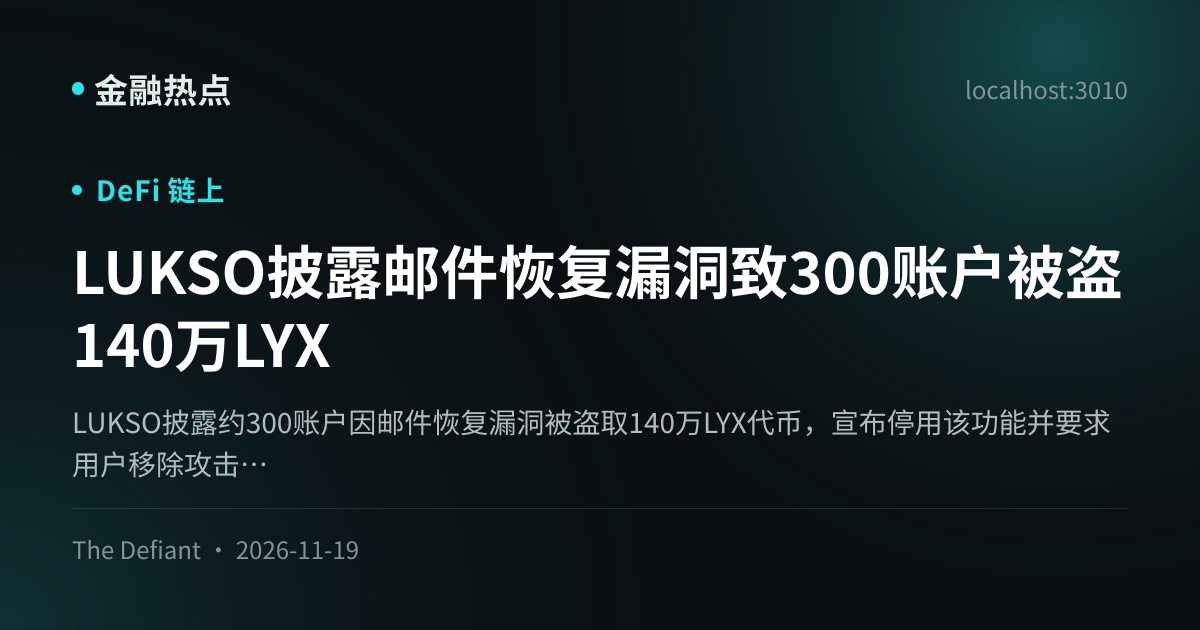 金融热点
localhost:3010
DeFi 链上
LUKSO披露邮件恢复漏洞致300账户被盗
140万LYX
LUKSO披露约300账户因邮件恢复漏洞被盗取140万LYX代币，宣布停用该功能并要求
用户移除攻击…
The Defiant · 2026-11-19